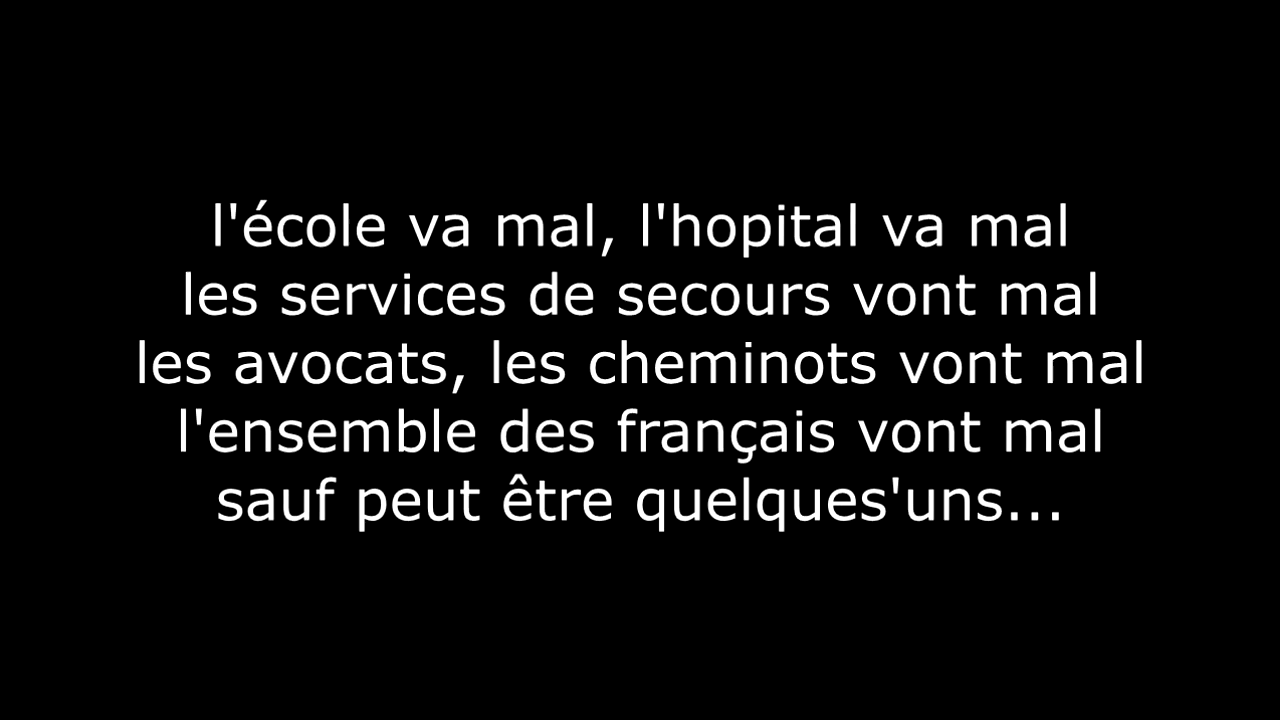 l'école va mal, l'hopital va mal
les services de secours vont mal
les avocats, les cheminots vont mal
l'ensemble des français vont mal
sauf peut être quelques'uns...